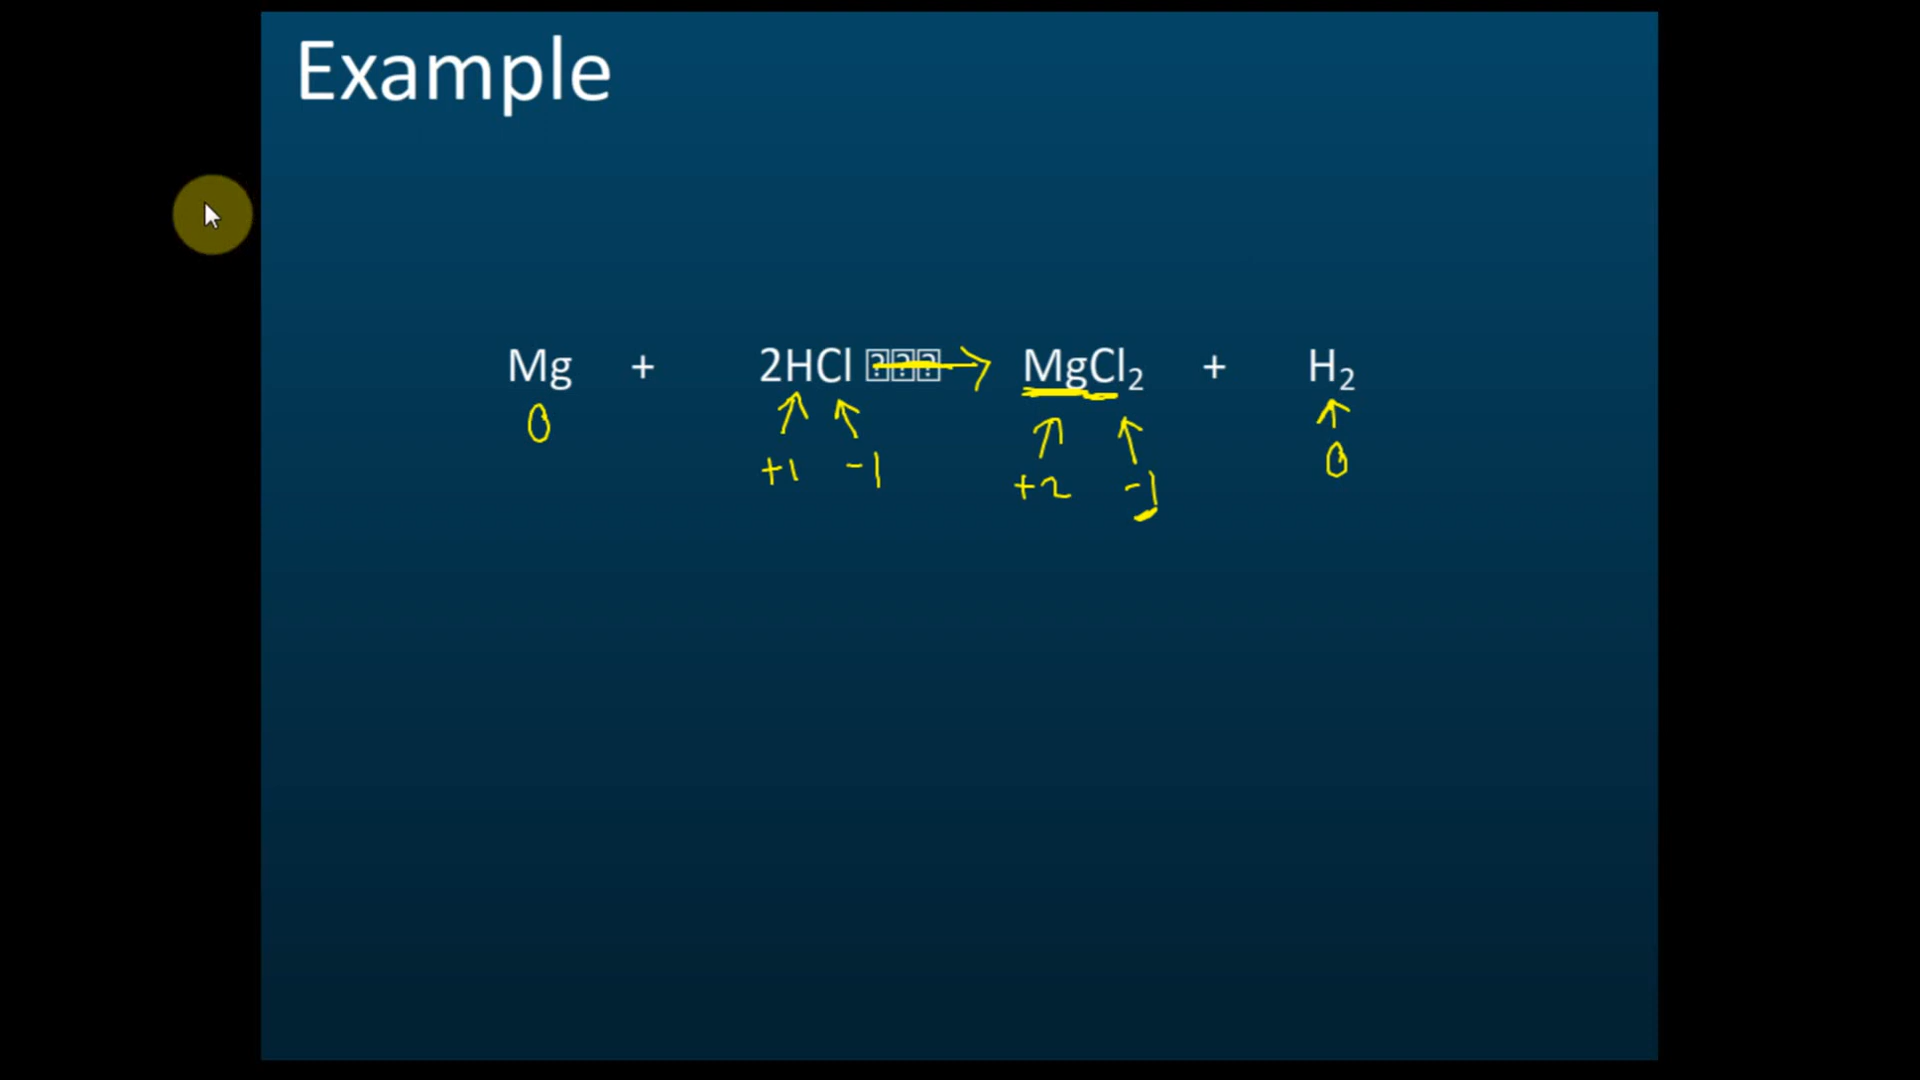 Example
Mg + 2HCl → MgCl₂ + H₂
0 +1 -1 +2 -1 0